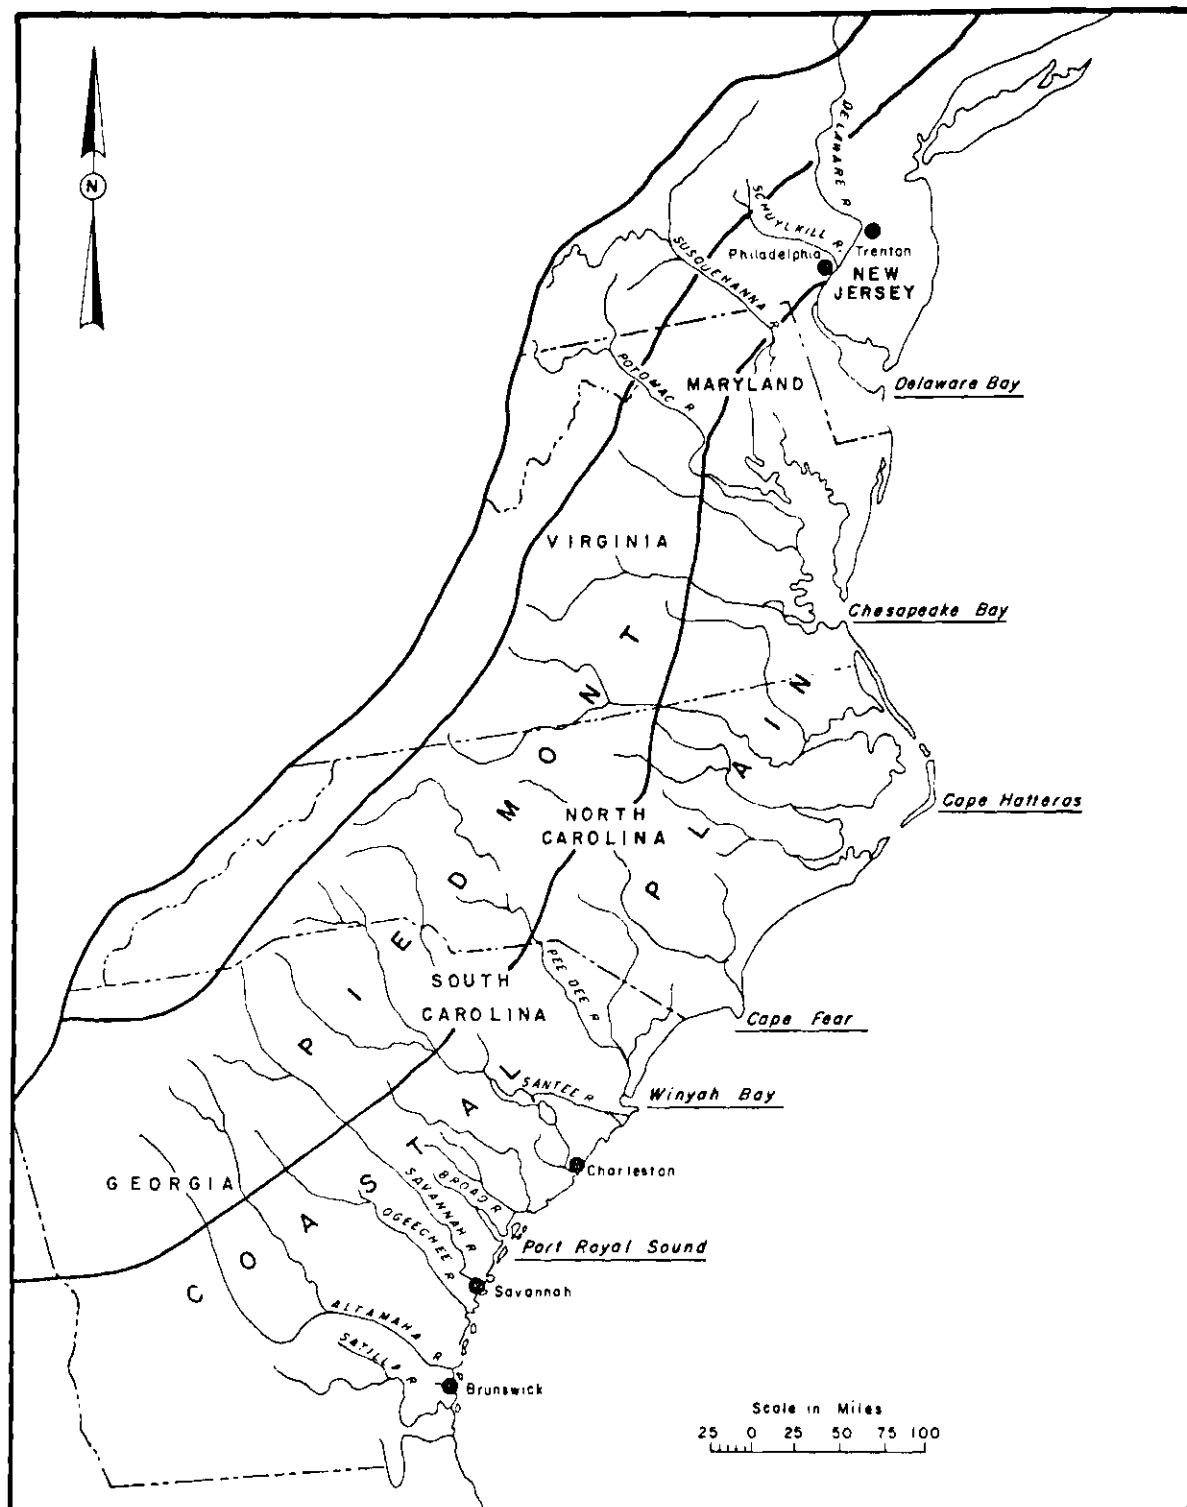 N
DELAWARE R
SCHUYLKILL R.
SUSQUEHANNA R
Philadelphia
Trenton
NEW
JERSEY
POTOMAC R
MARYLAND
Delaware Bay
VIRGINIA
Chesapeake Bay
PIEDMONT
COASTAL PLAIN
NORTH
CAROLINA
Cape Hatteras
SOUTH
CAROLINA
PEE DEE R
Cape Fear
SANTEE R
Winyah Bay
Charleston
GEORGIA
BROAD R
SAVANNAH R
OGEECHEE R
Port Royal Sound
Savannah
ALTAMAHA R
SATILLA R
Brunswick
Scale in Miles
25 0 25 50 75 100